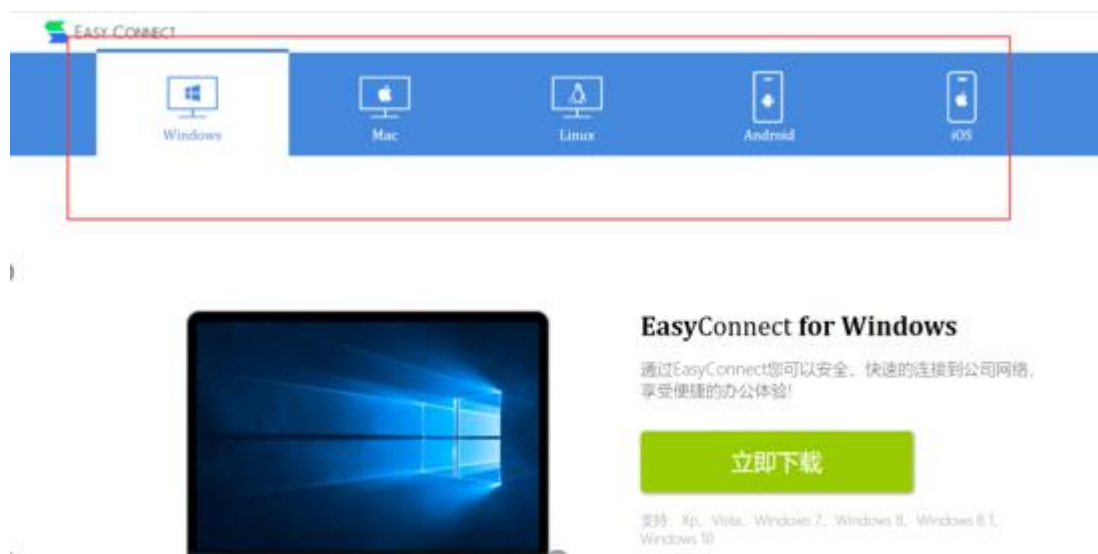 EASY CONNECT
Windows
Mac
Linux
Android
iOS
EasyConnect for Windows
通过EasyConnect您可以安全、快速的连接到公司网络，
享受便捷的办公体验!
立即下载
支持: Xp、Vista、Windows 7、Windows 8、Windows 8.1、
Windows 10